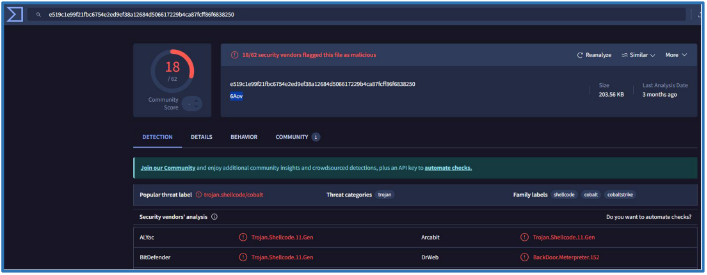 e519c1e99f21fbc6754e2ed9ef38a12684d506617229b4ca87fcff86f6838250
18
/ 62
Community
Score
18/62 security vendors flagged this file as malicious
Reanalyze Similar More
e519c1e99f21fbc6754e2ed9ef38a12684d506617229b4ca87fcff86f6838250
6Aov
Size
203.56 KB
Last Analysis Date
3 months ago
DETECTION DETAILS BEHAVIOR COMMUNITY 1
Join our Community and enjoy additional community insights and crowdsourced detections, plus an API key to automate checks.
Popular threat label trojan.shellcode/cobalt Threat categories trojan Family labels shellcode cobalt cobaltstrike
Security vendors' analysis Do you want to automate checks?
ALYac Trojan.Shellcode.11.Gen Arcabit Trojan.Shellcode.11.Gen
BitDefender Trojan.Shellcode.11.Gen DrWeb BackDoor.Meterpreter.152